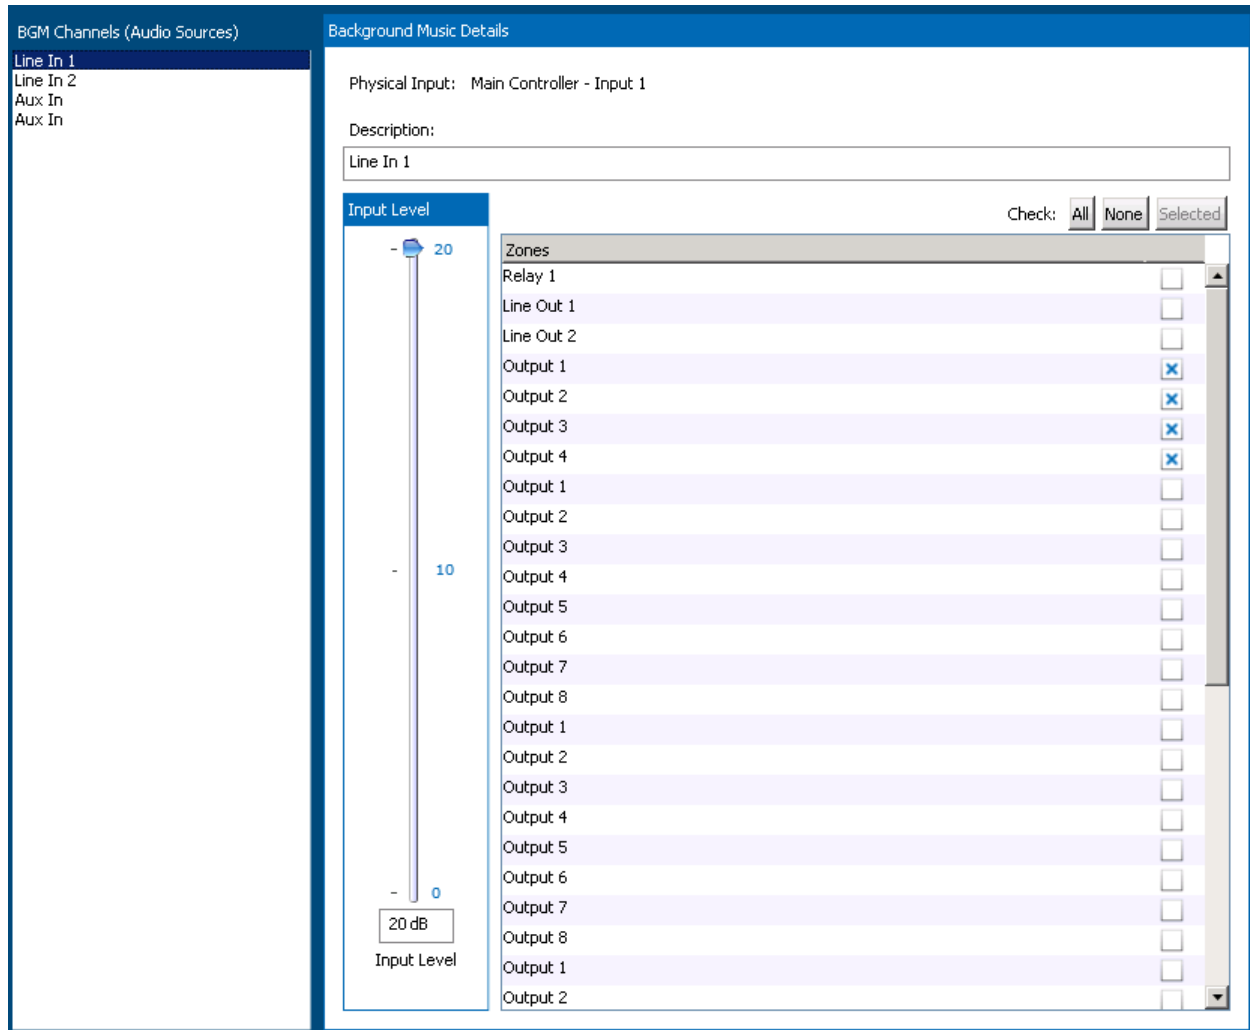 BGM Channels (Audio Sources)
Line In 1
Line In 2
Aux In
Aux In
Background Music Details
Physical Input: Main Controller - Input 1
Description:
Line In 1
Input Level
20
10
0
20 dB
Input Level
Check: All None Selected
Zones
Relay 1
Line Out 1
Line Out 2
Output 1
Output 2
Output 3
Output 4
Output 1
Output 2
Output 3
Output 4
Output 5
Output 6
Output 7
Output 8
Output 1
Output 2
Output 3
Output 4
Output 5
Output 6
Output 7
Output 8
Output 1
Output 2